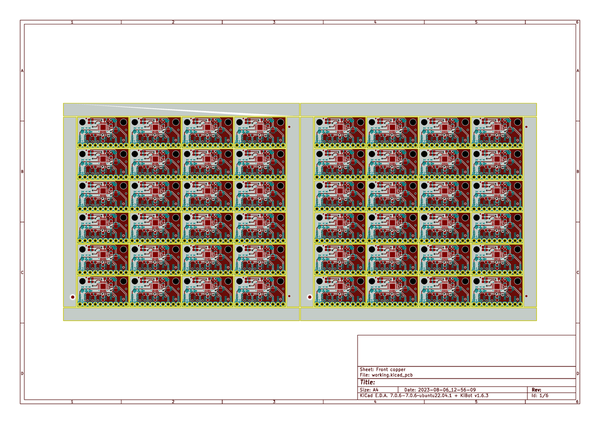 1 2 3 4 5 6
A A
B B
C C
D D
Sheet: Front copper
File: working.kicad_pcb
Title:
Size: A4 Date: 2023-08-06_12-56-09 Rev:
KiCad E.D.A. 7.0.6-7.0.6~ubuntu22.04.1 + KiBot v1.6.3 Id: 1/6
1 2 3 4 5 6